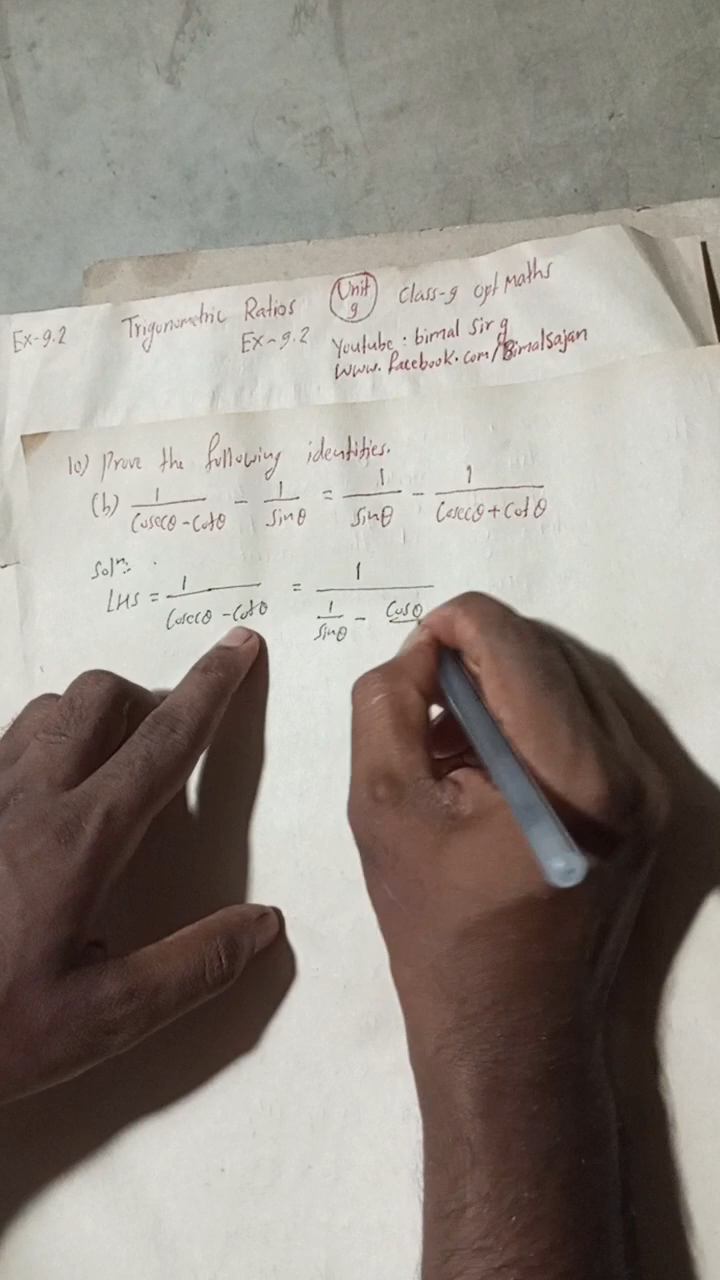 Ex-9.2 Trigonometric Ratios Unit 9 Class-9 Opt Maths
Ex-9.2 Youtube : bimal Sir g
www.facebook.com/Bimalsajan
10) Prove the following identities.
(b) 1/(Cosecθ - Cotθ) - 1/Sinθ = 1/Sinθ - 1/(Cosecθ + Cotθ)
Soln:
LHS = 1/(Cosecθ - Cotθ) = 1/(1/Sinθ - Cosθ